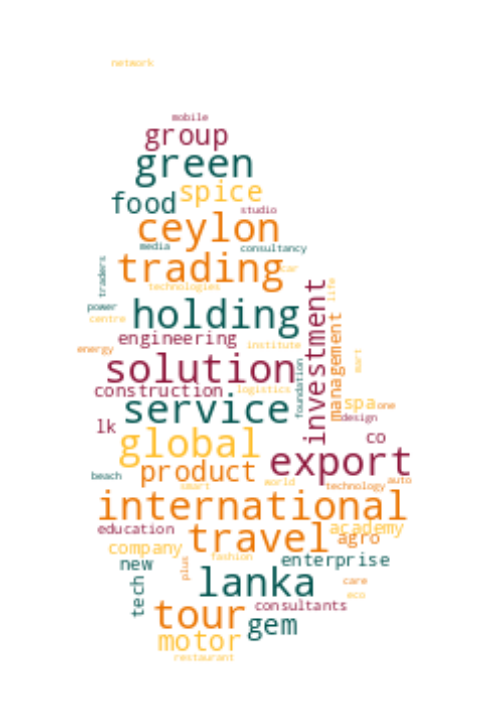 network
mobile
group
green
spice
food
studio
ceylon
media
consultancy
trading
car
traders
technologies
life
power
holding
centre
investment
engineering
institute
energy
management
mart
solution
construction
logistics
foundation
service
spa
one
design
lk
co
global
export
product
beach
world
smart
technology
auto
international
education
travel
academy
agro
company
fashion
enterprise
new
plus
lanka
care
tech
eco
tour
consultants
gem
motor
restaurant